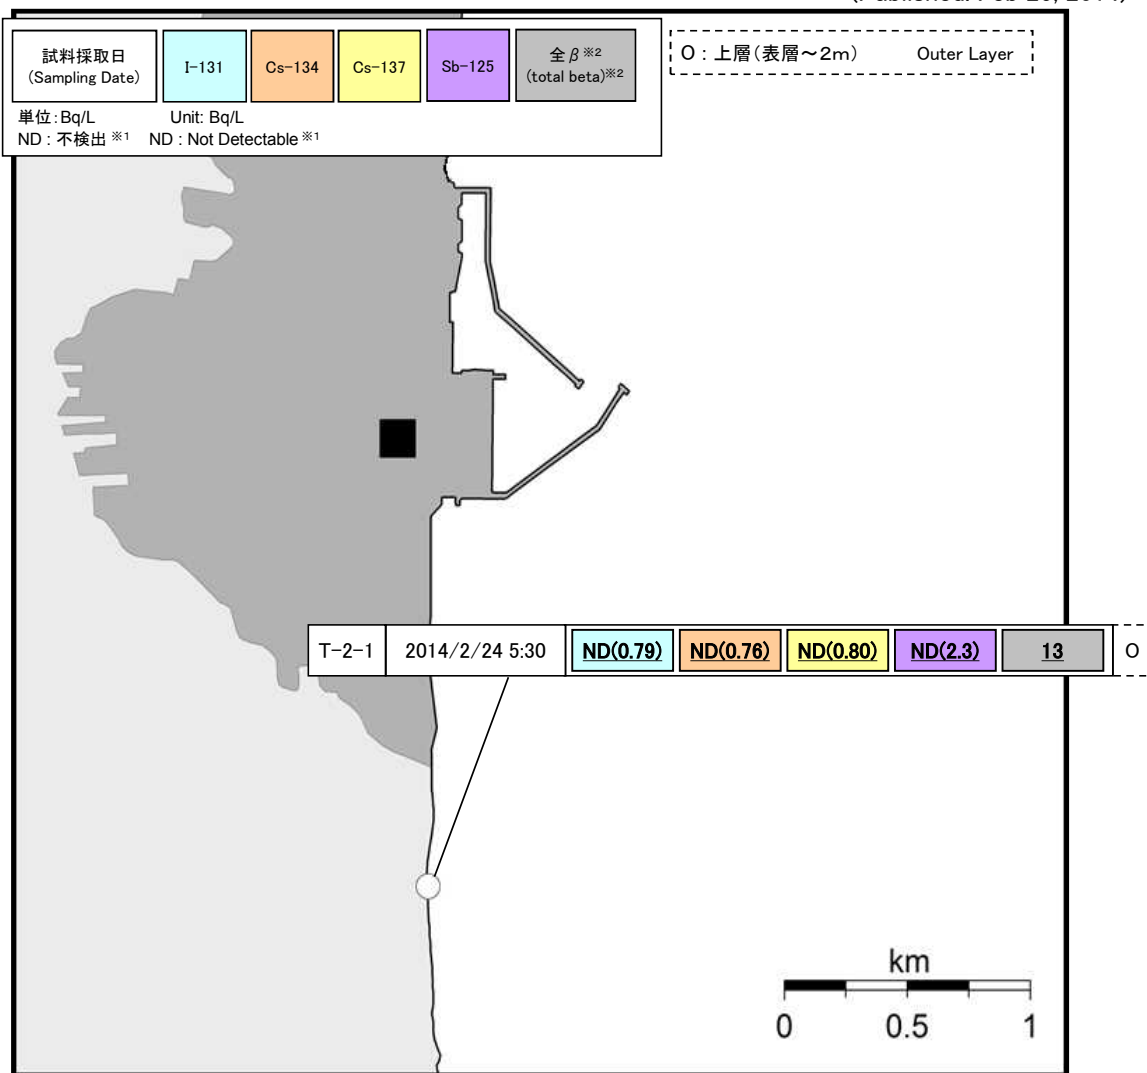 試料採取日
(Sampling Date)
I-131
Cs-134
Cs-137
Sb-125
全β※2
(total beta)※2
O : 上層(表層～2m) Outer Layer
単位:Bq/L Unit: Bq/L
ND : 不検出 ※1 ND : Not Detectable ※1
T-2-1 2014/2/24 5:30 ND(0.79) ND(0.76) ND(0.80) ND(2.3) 13 O
km
0 0.5 1